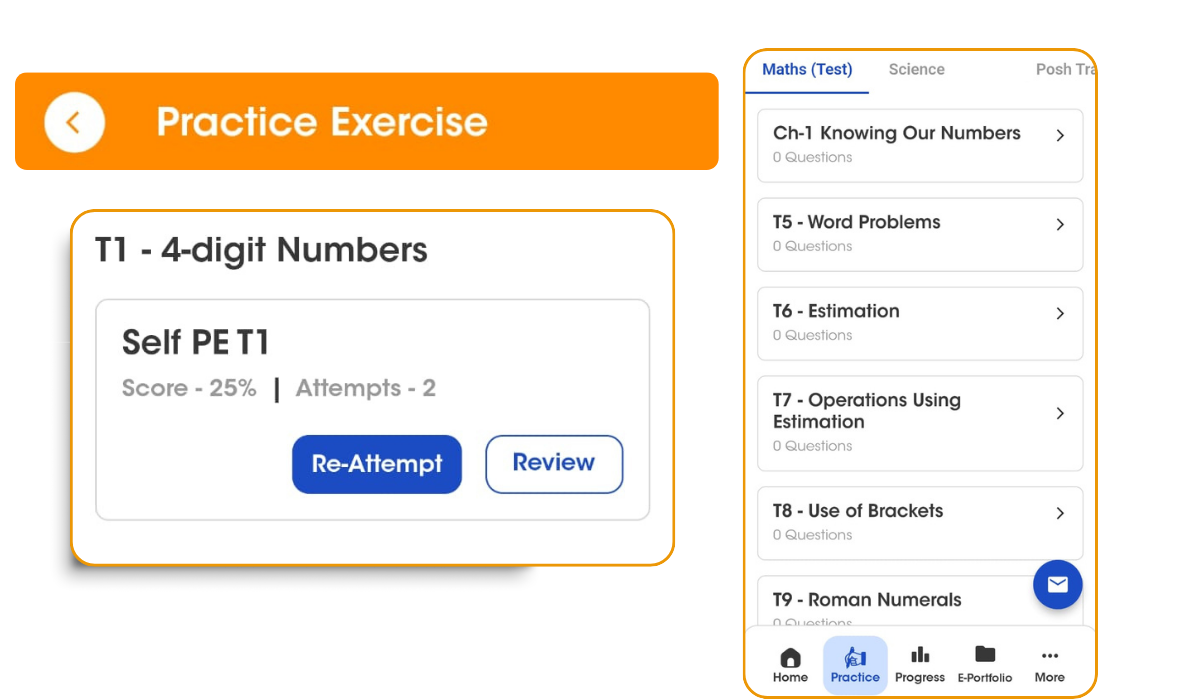 Practice Exercise
T1 - 4-digit Numbers
Self PE T1
Score - 25% | Attempts - 2
Re-Attempt Review
Maths (Test) Science Posh Tra
Ch-1 Knowing Our Numbers
0 Questions
T5 - Word Problems
0 Questions
T6 - Estimation
0 Questions
T7 - Operations Using
Estimation
0 Questions
T8 - Use of Brackets
0 Questions
T9 - Roman Numerals
0 Questions
Home Practice Progress E-Portfolio More